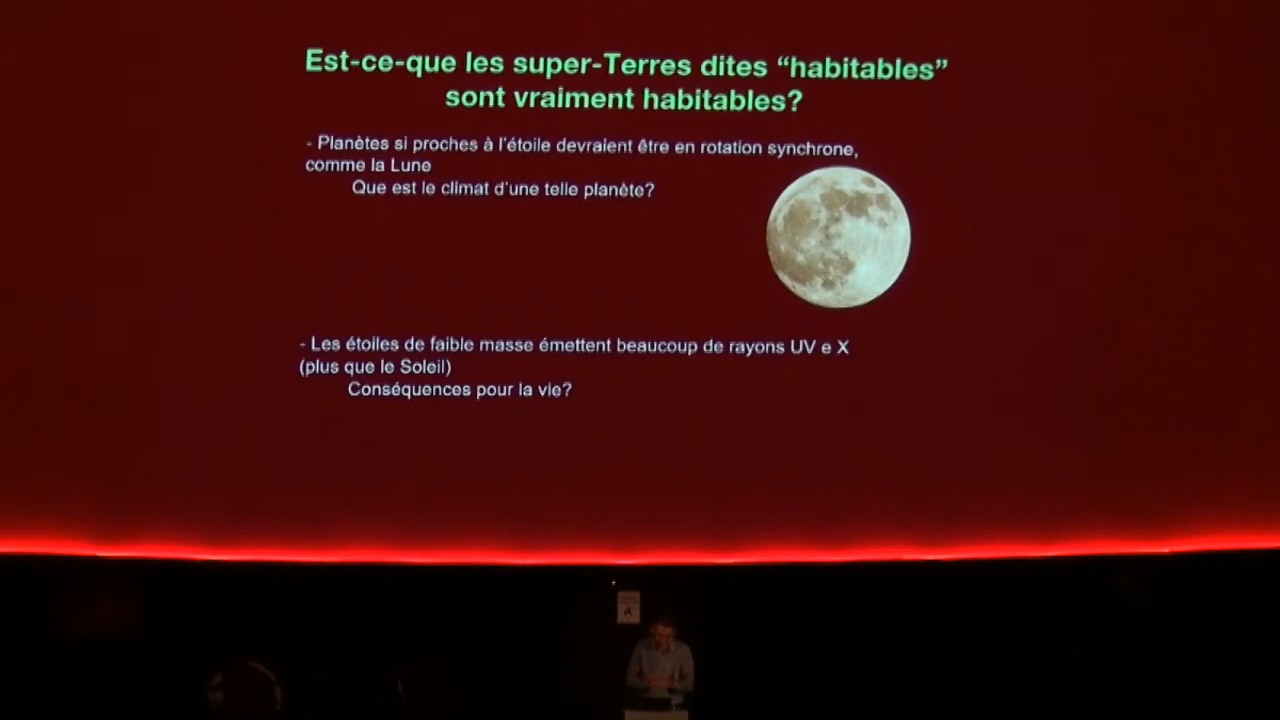 Est-ce-que les super-Terres dites “habitables”
sont vraiment habitables?
- Planètes si proches à l'étoile devraient être en rotation synchrone,
comme la Lune
Que est le climat d'une telle planète?
- Les étoiles de faible masse émettent beaucoup de rayons UV e X
(plus que le Soleil)
Conséquences pour la vie?